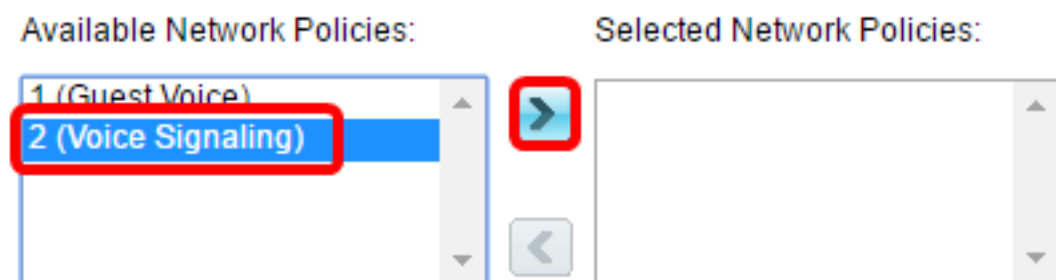 Available Network Policies:
Selected Network Policies:
1 (Guest Voice)
2 (Voice Signaling)